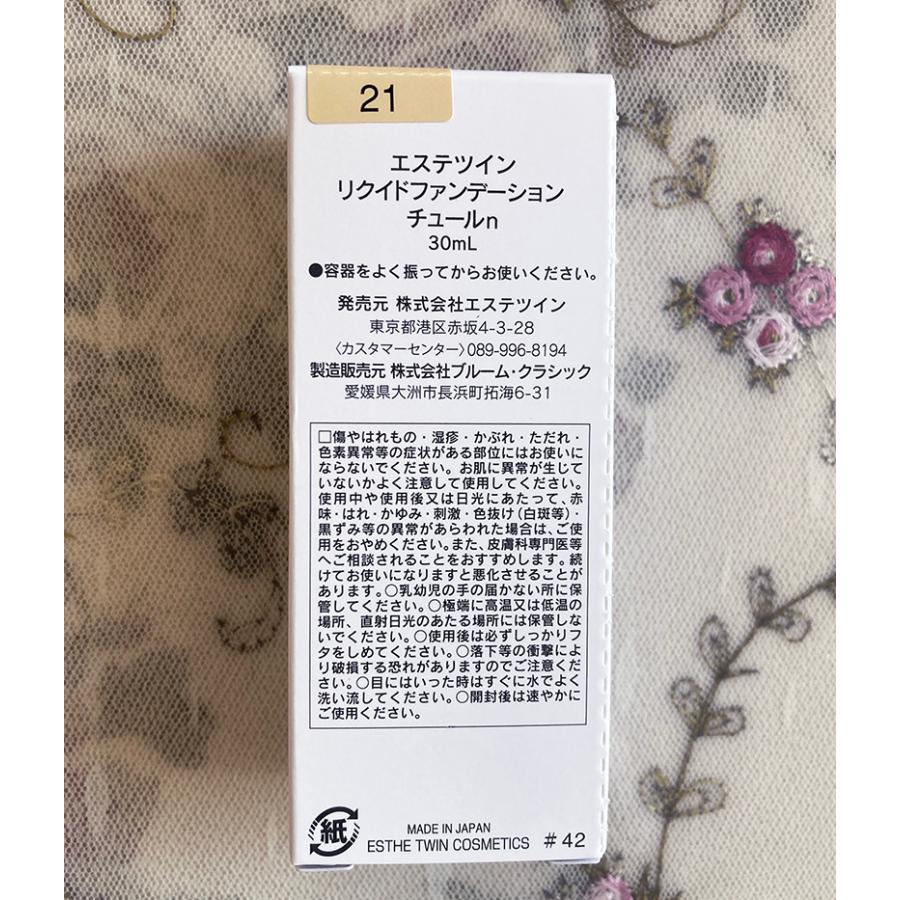 21
エステツイン
リクイドファンデーション
チュールn
30mL
●容器をよく振ってからお使いください。
発売元 株式会社エステツイン
東京都港区赤坂4-3-28
〈カスタマーセンター〉089-996-8194
製造販売元 株式会社ブルーム・クラシック
愛媛県大洲市長浜町拓海6-31
□傷やはれもの・湿疹・かぶれ・ただれ・
色素異常等の症状がある部位にはお使いに
ならないでください。お肌に異常が生じて
いないかよく注意して使用してください。
使用中や使用後又は日光にあたって、赤
味・はれ・かゆみ・刺激・色抜け(白斑等)・
黒ずみ等の異常があらわれた場合は、ご使
用をおやめください。また、皮膚科専門医等
へご相談されることをおすすめします。続
けてお使いになりますと悪化させることが
あります。○乳幼児の手の届かない所に保
管してください。○極端に高温又は低温の
場所、直射日光のあたる場所には保管しな
いでください。○使用後は必ずしっかりフ
タをしめてください。○落下等の衝撃によ
り破損する恐れがありますのでご注意くだ
さい。○目にはいった時はすぐに水でよく
洗い流してください。○開封後は速やかに
ご使用ください。
紙
MADE IN JAPAN
ESTHE TWIN COSMETICS
#42